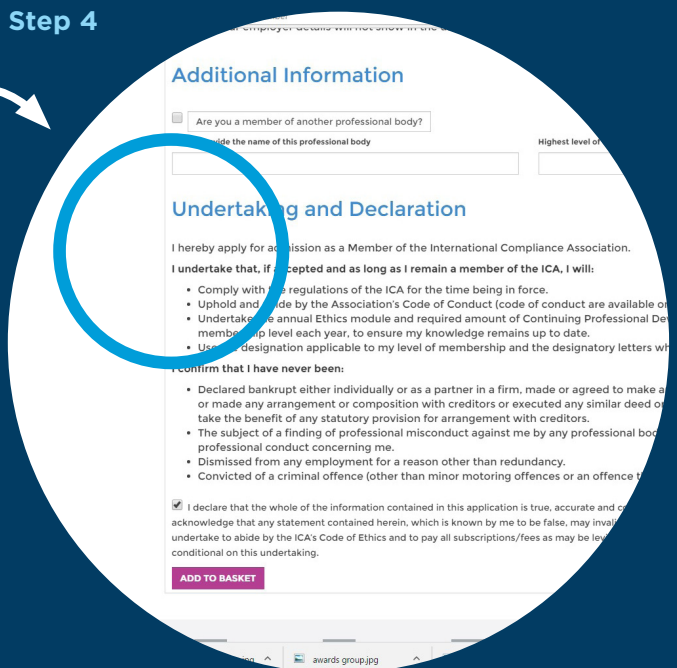 Step 4
employer details will not show in the
Additional Information
Are you a member of another professional body?
the name of this professional body
Highest level of
Undertaking and Declaration
I hereby apply for admission as a Member of the International Compliance Association.
I undertake that, if accepted and as long as I remain a member of the ICA, I will:
• Comply with the regulations of the ICA for the time being in force.
• Uphold and abide by the Association's Code of Conduct (code of conduct are available
• Undertake annual Ethics module and required amount of Continuing Professional
membership level each year, to ensure my knowledge remains up to date.
• Use designation applicable to my level of membership and the designatory letters
I confirm that I have never been:
• Declared bankrupt either individually or as a partner in a firm, made or agreed to make
or made any arrangement or composition with creditors or executed any similar deed or
take the benefit of any statutory provision for arrangement with creditors.
• The subject of a finding of professional misconduct against me by any professional
professional conduct concerning me.
• Dismissed from any employment for a reason other than redundancy.
• Convicted of a criminal offence (other than minor motoring offences or an offence
I declare that the whole of the information contained in this application is true, accurate and
acknowledge that any statement contained herein, which is known by me to be false, may
undertake to abide by the ICA's Code of Ethics and to pay all subscriptions/fees as may be
conditional on this undertaking.
ADD TO BASKET
awards group.jpg